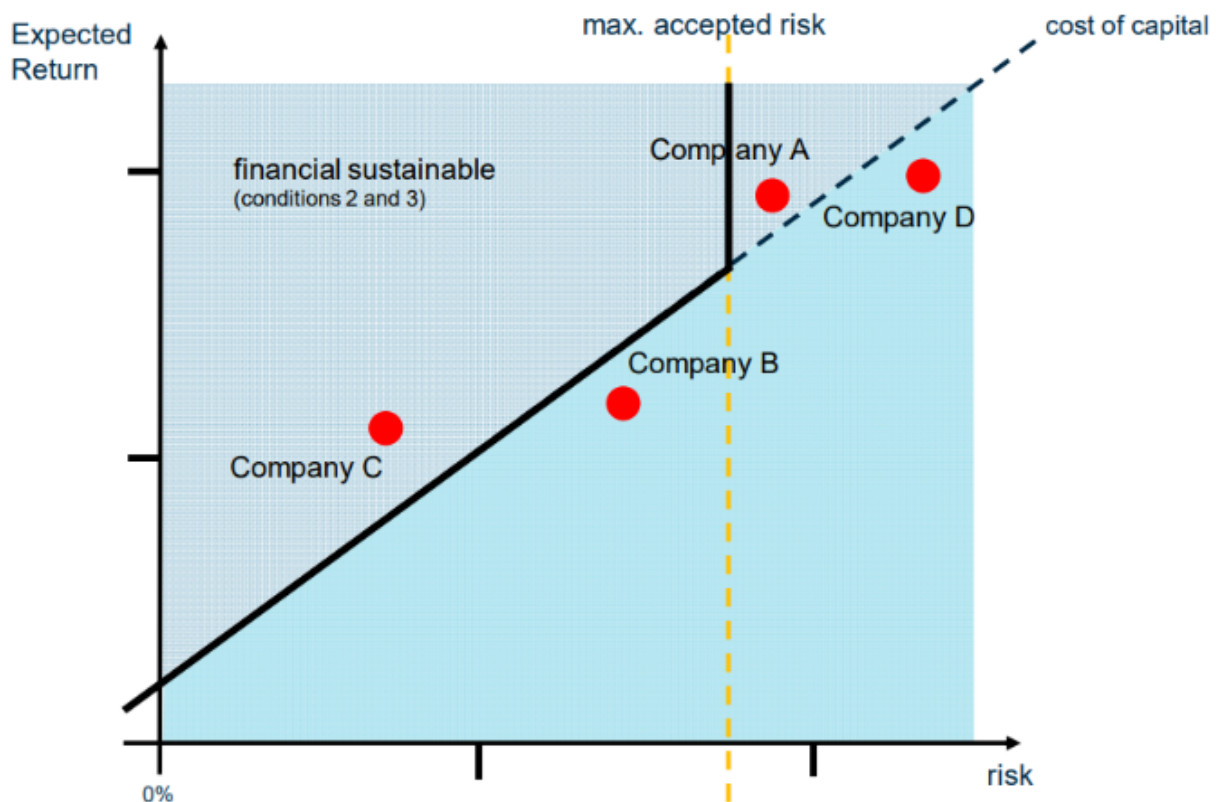 Expected
Return
max. accepted risk
cost of capital
financial sustainable
(conditions 2 and 3)
Company A
Company D
Company B
Company C
risk
0%